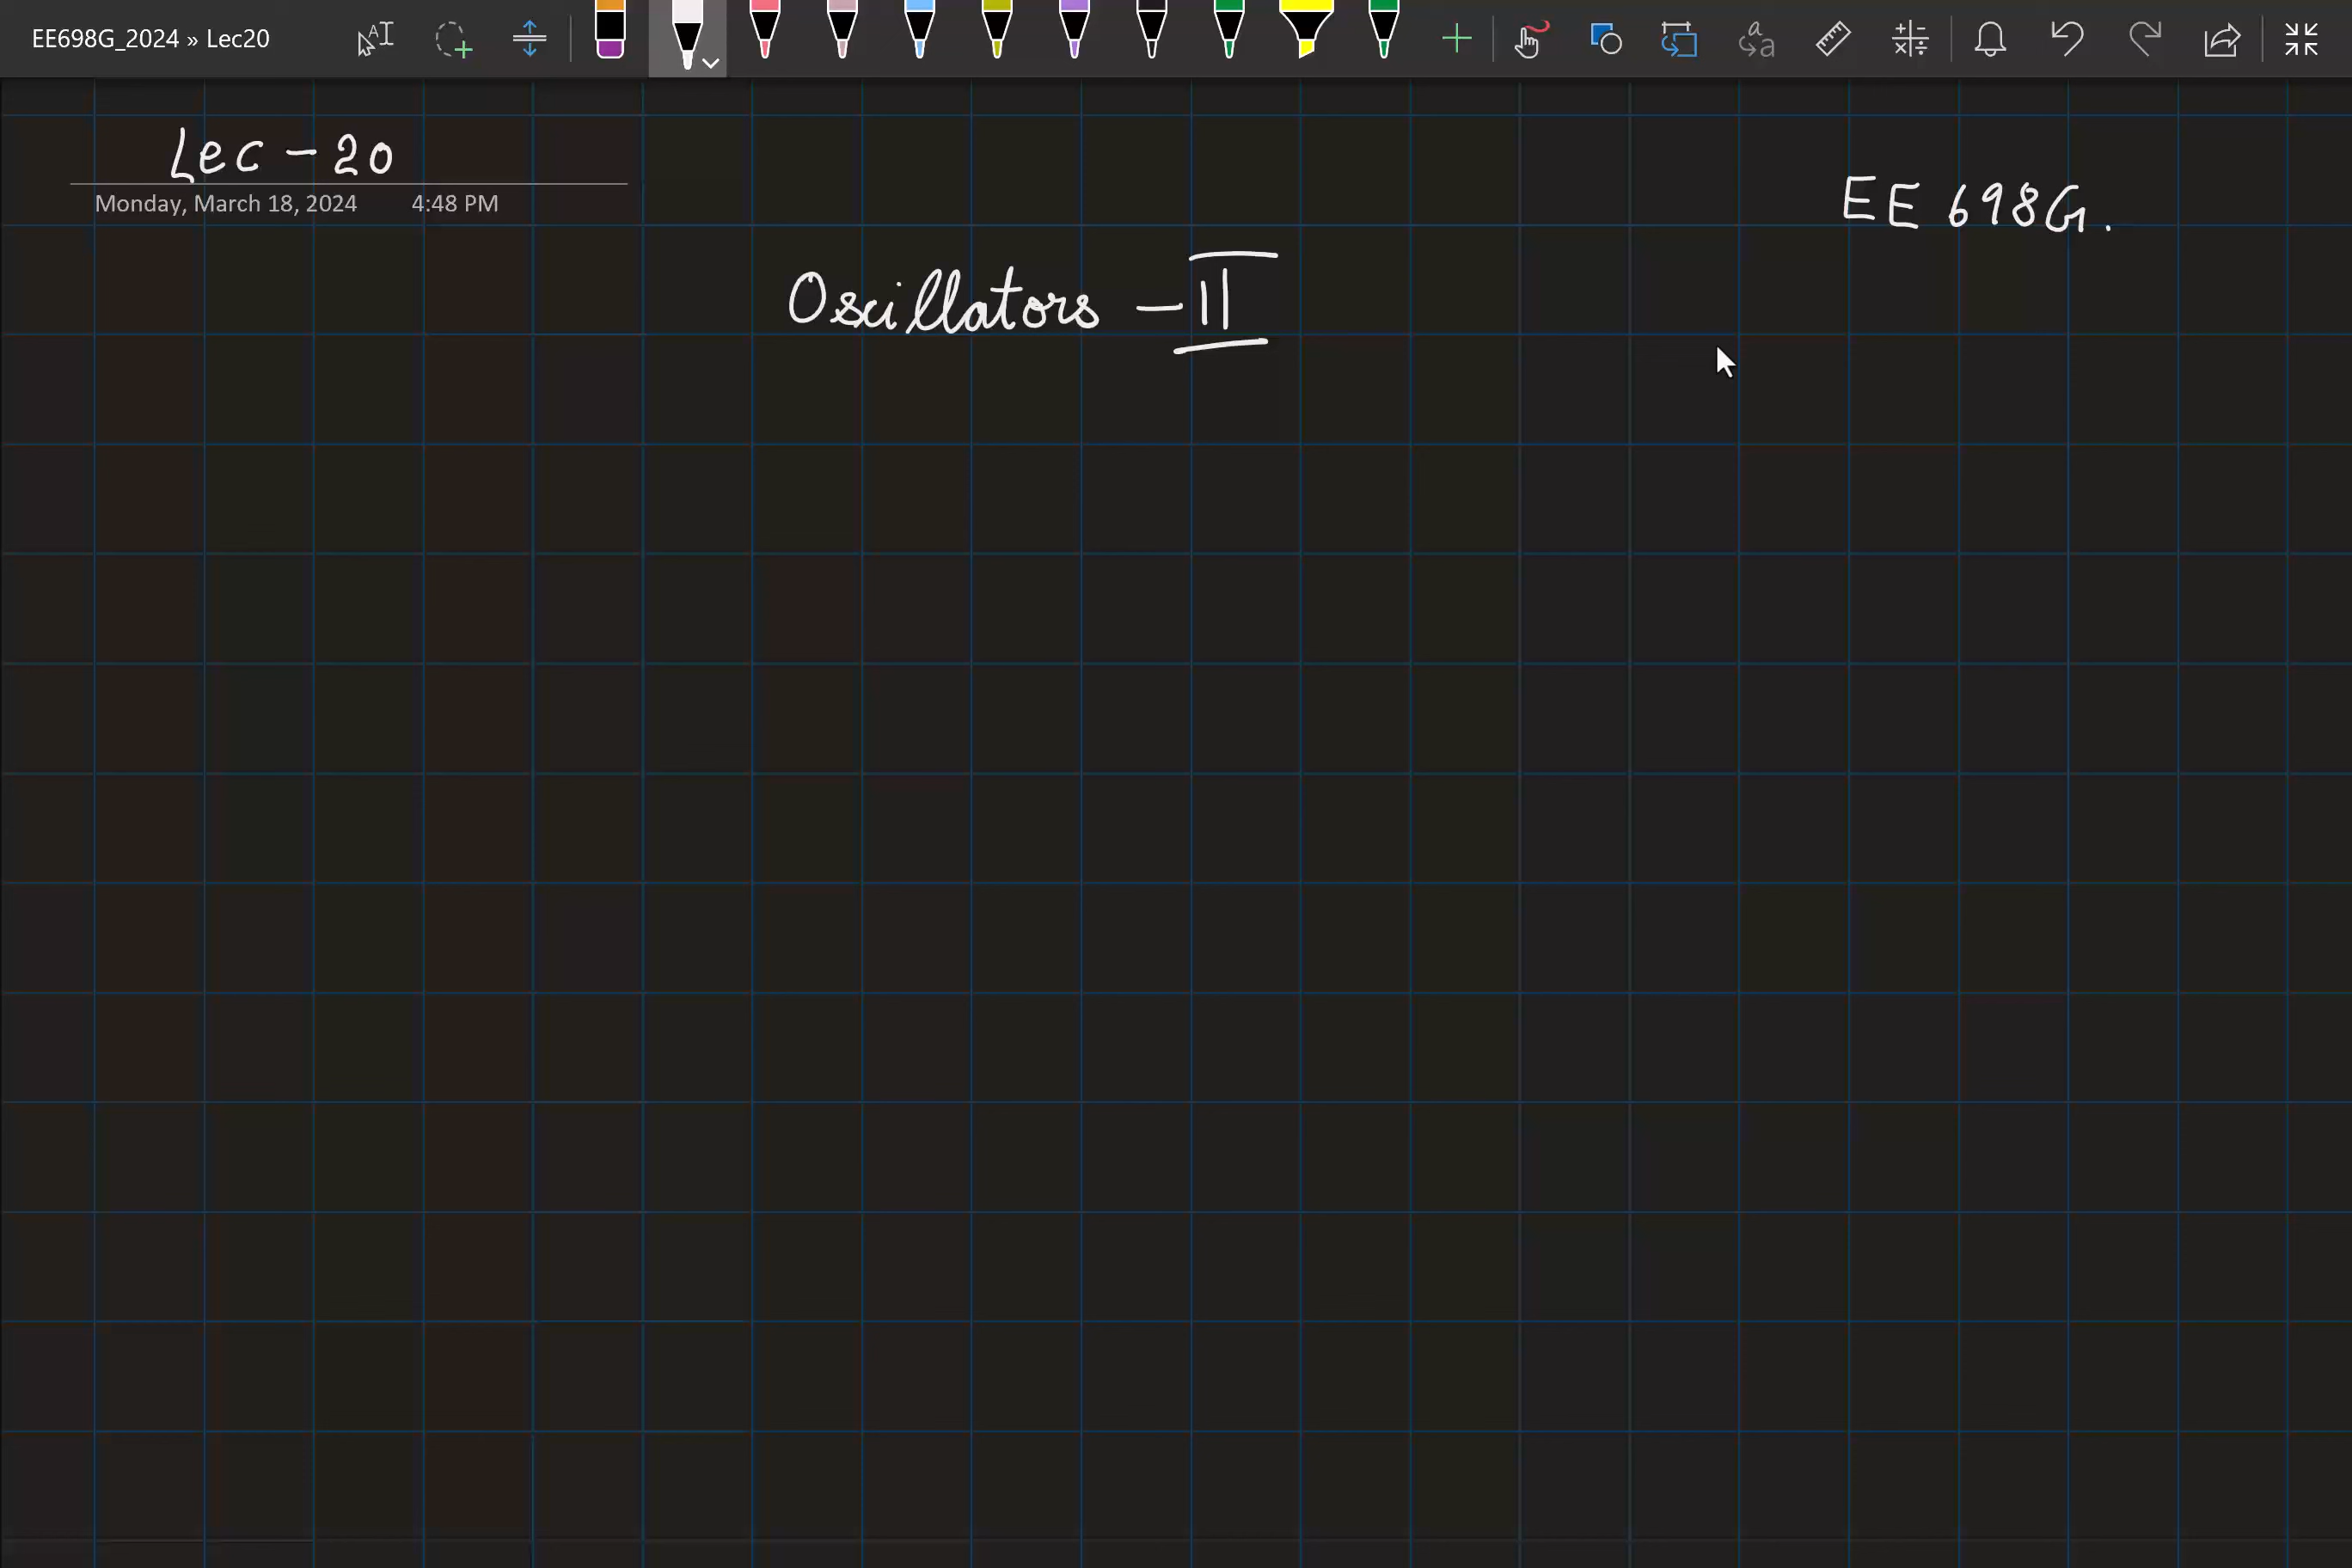 EE698G_2024 » Lec20
Lec - 20
Monday, March 18, 2024 4:48 PM
EE 698G.
Oscillators - II